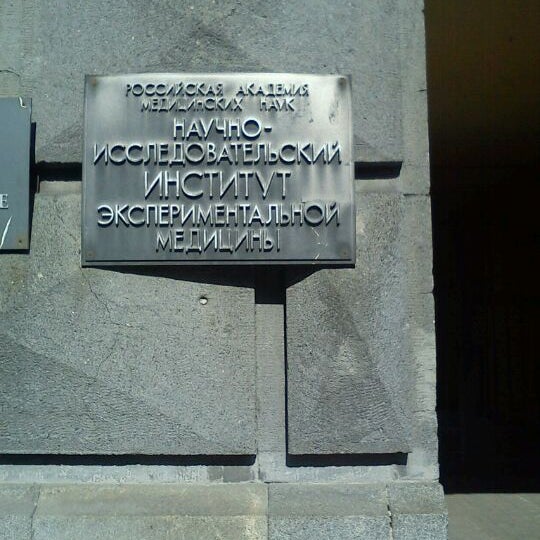 РОССИЙСКАЯ АКАДЕМИЯ
МЕДИЦИНСКИХ НАУК
НАУЧНО-
ИССЛЕДОВАТЕЛЬСКИЙ
ИНСТИТУТ
ЭКСПЕРИМЕНТАЛЬНОЙ
МЕДИЦИНЫ
Е